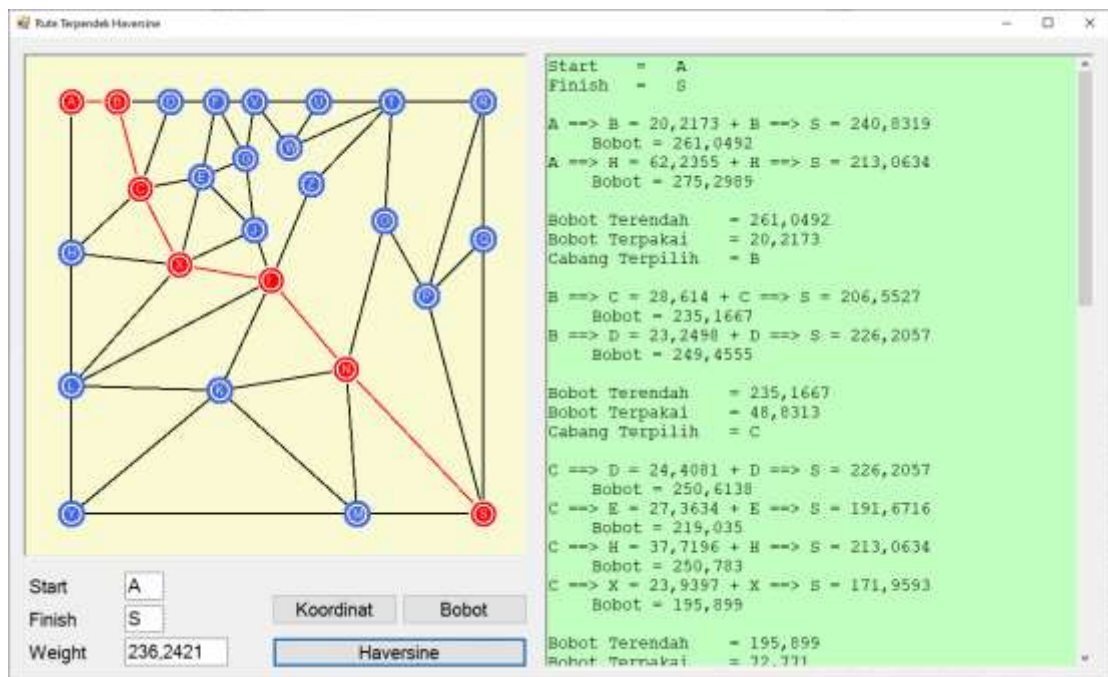 Rute Terpendek Haversine
A B D F V U T R
W
G
E
Z
C
J
O
Q
H
X
P
N
L
K
Y
M
S
Start A
Finish S
Weight 236,2421
Koordinat Bobot
Haversine
Start = A
Finish = S
A ==> B = 20,2173 + B ==> S = 240,8319
Bobot = 261,0492
A ==> H = 62,2355 + H ==> S = 213,0634
Bobot = 275,2989
Bobot Terendah = 261,0492
Bobot Terpakai = 20,2173
Cabang Terpilih = B
B ==> C = 28,614 + C ==> S = 206,5527
Bobot = 235,1667
B ==> D = 23,2498 + D ==> S = 226,2057
Bobot = 249,4555
Bobot Terendah = 235,1667
Bobot Terpakai = 48,8313
Cabang Terpilih = C
C ==> D = 24,4081 + D ==> S = 226,2057
Bobot = 250,6138
C ==> E = 27,3634 + E ==> S = 191,6716
Bobot = 219,035
C ==> H = 37,7196 + H ==> S = 213,0634
Bobot = 250,783
C ==> X = 23,9397 + X ==> S = 171,9593
Bobot = 195,899
Bobot Terendah = 195,899
Bobot Terpakai = 72,771